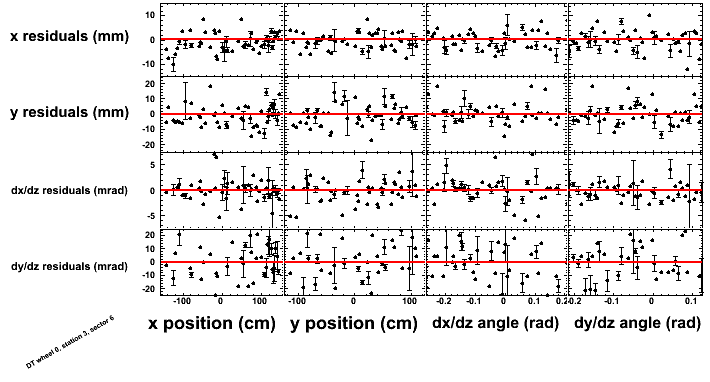 x residuals (mm)
10
0
-10
y residuals (mm)
20
10
0
-10
-20
dx/dz residuals (mrad)
5
0
-5
dy/dz residuals (mrad)
20
10
0
-10
-20
-100 0 100 -100 0 100 -0.2 -0.1 0 0.1 0.2 -0.2 -0.1 0 0.1
x position (cm) y position (cm) dx/dz angle (rad) dy/dz angle (rad)
DT wheel 0, station 3, sector 6